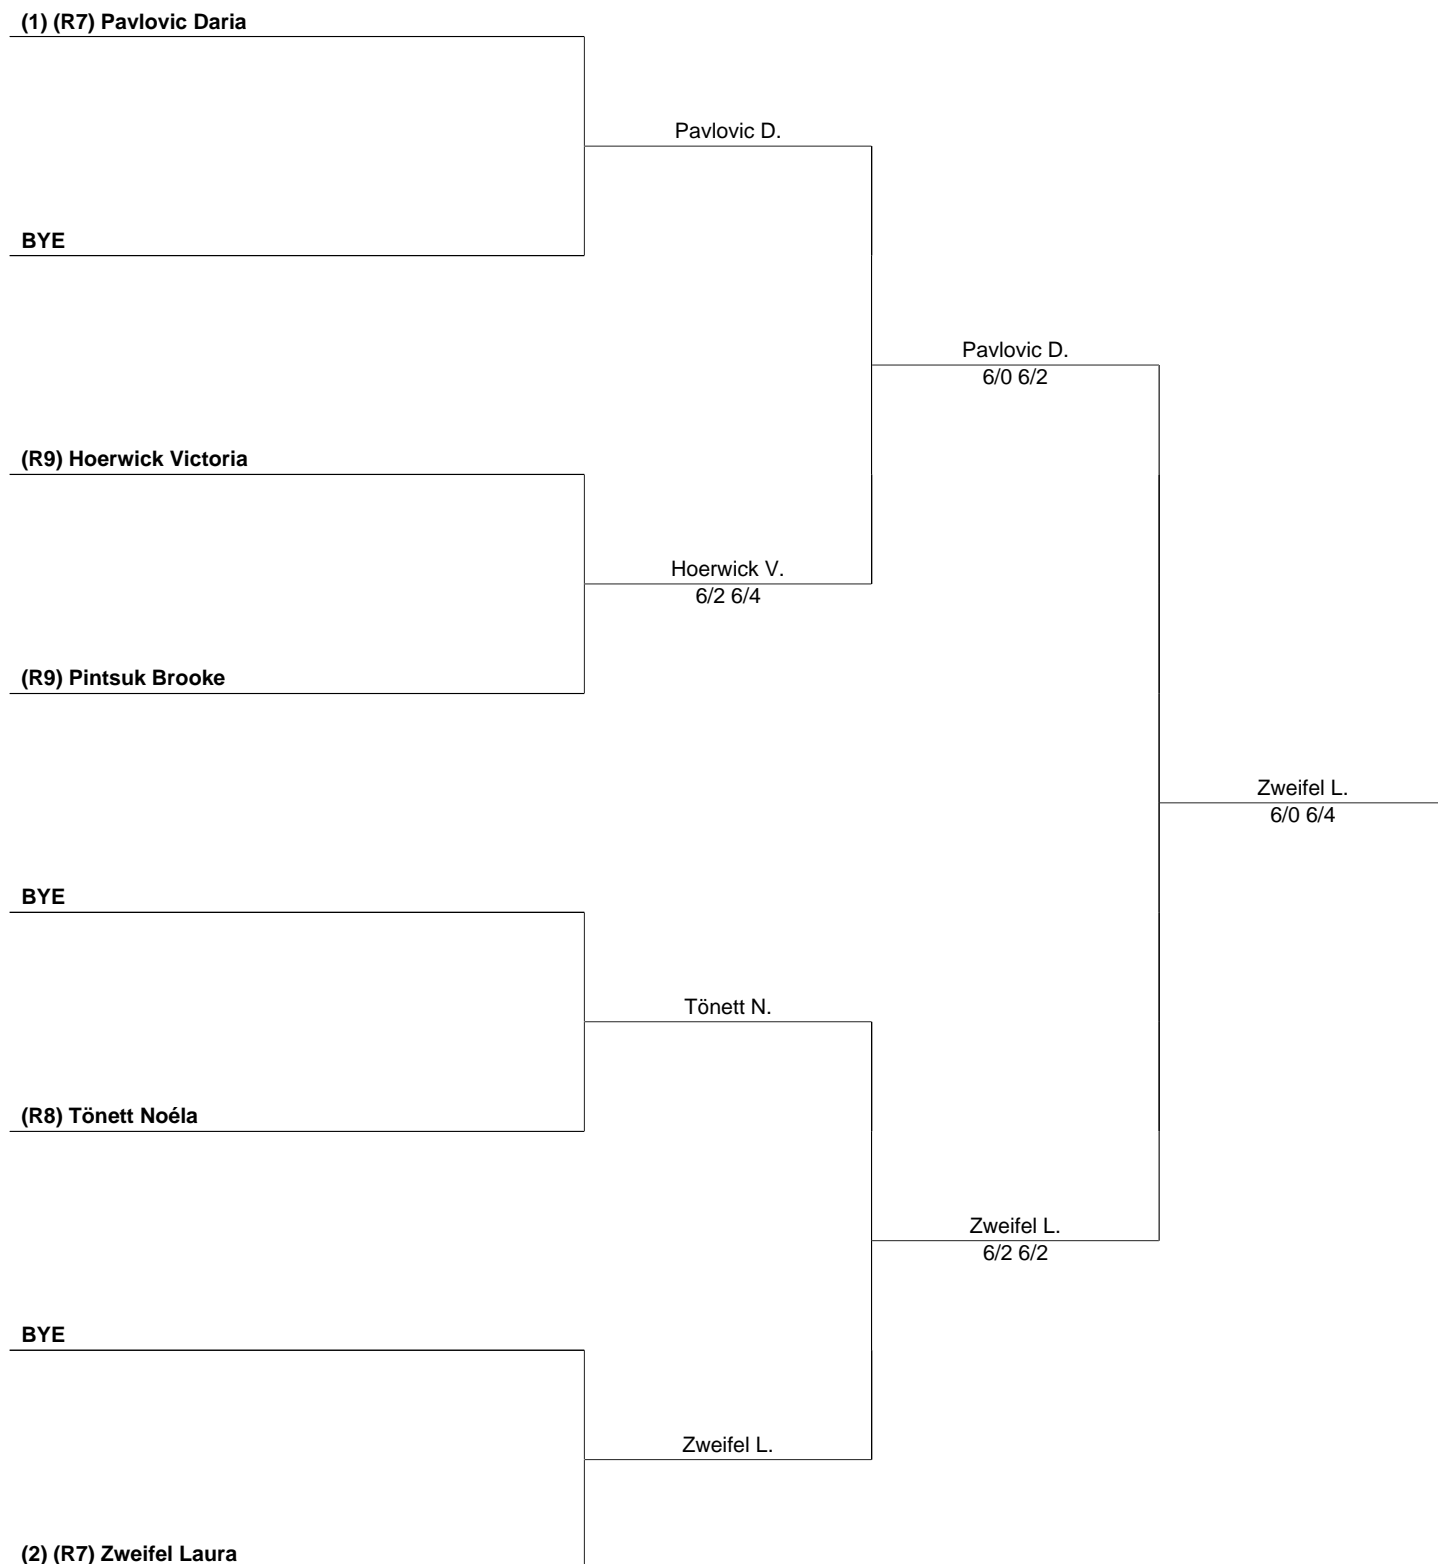 (1) (R7) Pavlovic Daria
Pavlovic D.
BYE
Pavlovic D.
6/0 6/2
(R9) Hoerwick Victoria
Hoerwick V.
6/2 6/4
(R9) Pintsuk Brooke
Zweifel L.
6/0 6/4
BYE
Tönett N.
(R8) Tönett Noéla
Zweifel L.
6/2 6/2
BYE
Zweifel L.
(2) (R7) Zweifel Laura